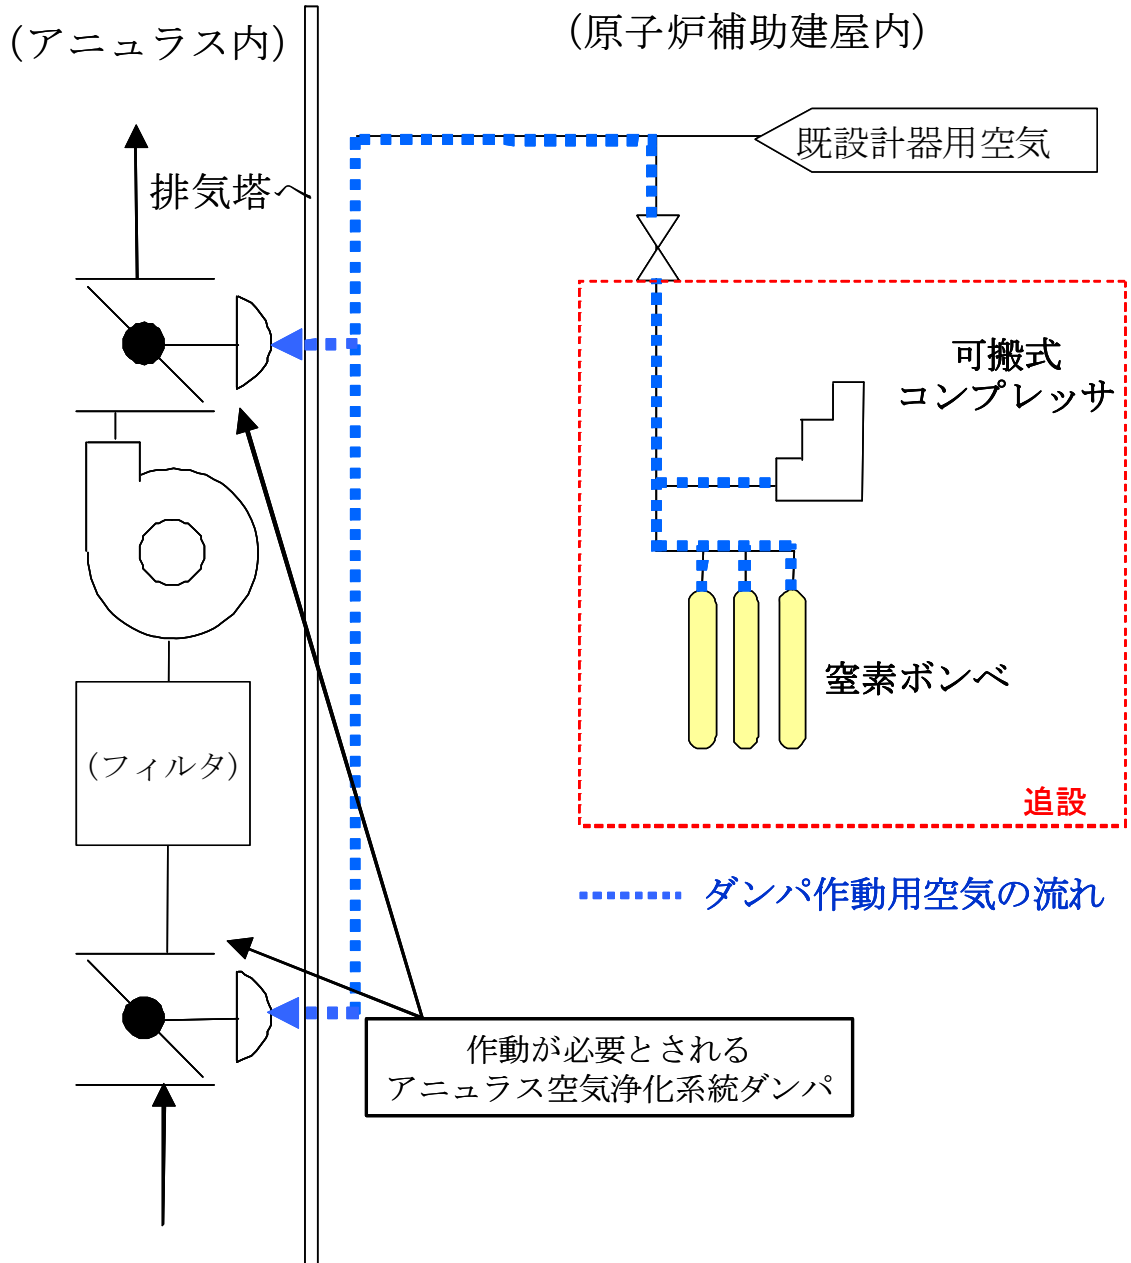 (アニュラス内)
(原子炉補助建屋内)
既設計器用空気
排気塔へ
可搬式
コンプレッサ
窒素ボンベ
(フィルタ)
追設
ダンパ作動用空気の流れ
作動が必要とされる
アニュラス空気浄化系統ダンパ